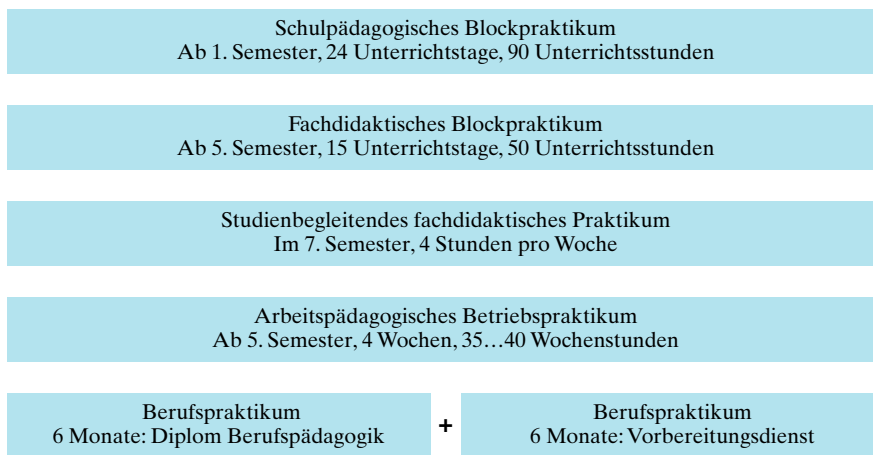 Schulpädagogisches Blockpraktikum
Ab 1. Semester, 24 Unterrichtstage, 90 Unterrichtsstunden
Fachdidaktisches Blockpraktikum
Ab 5. Semester, 15 Unterrichtstage, 50 Unterrichtsstunden
Studienbegleitendes fachdidaktisches Praktikum
Im 7. Semester, 4 Stunden pro Woche
Arbeitspädagogisches Betriebspraktikum
Ab 5. Semester, 4 Wochen, 35…40 Wochenstunden
Berufspraktikum
6 Monate: Diplom Berufspädagogik
+
Berufspraktikum
6 Monate: Vorbereitungsdienst